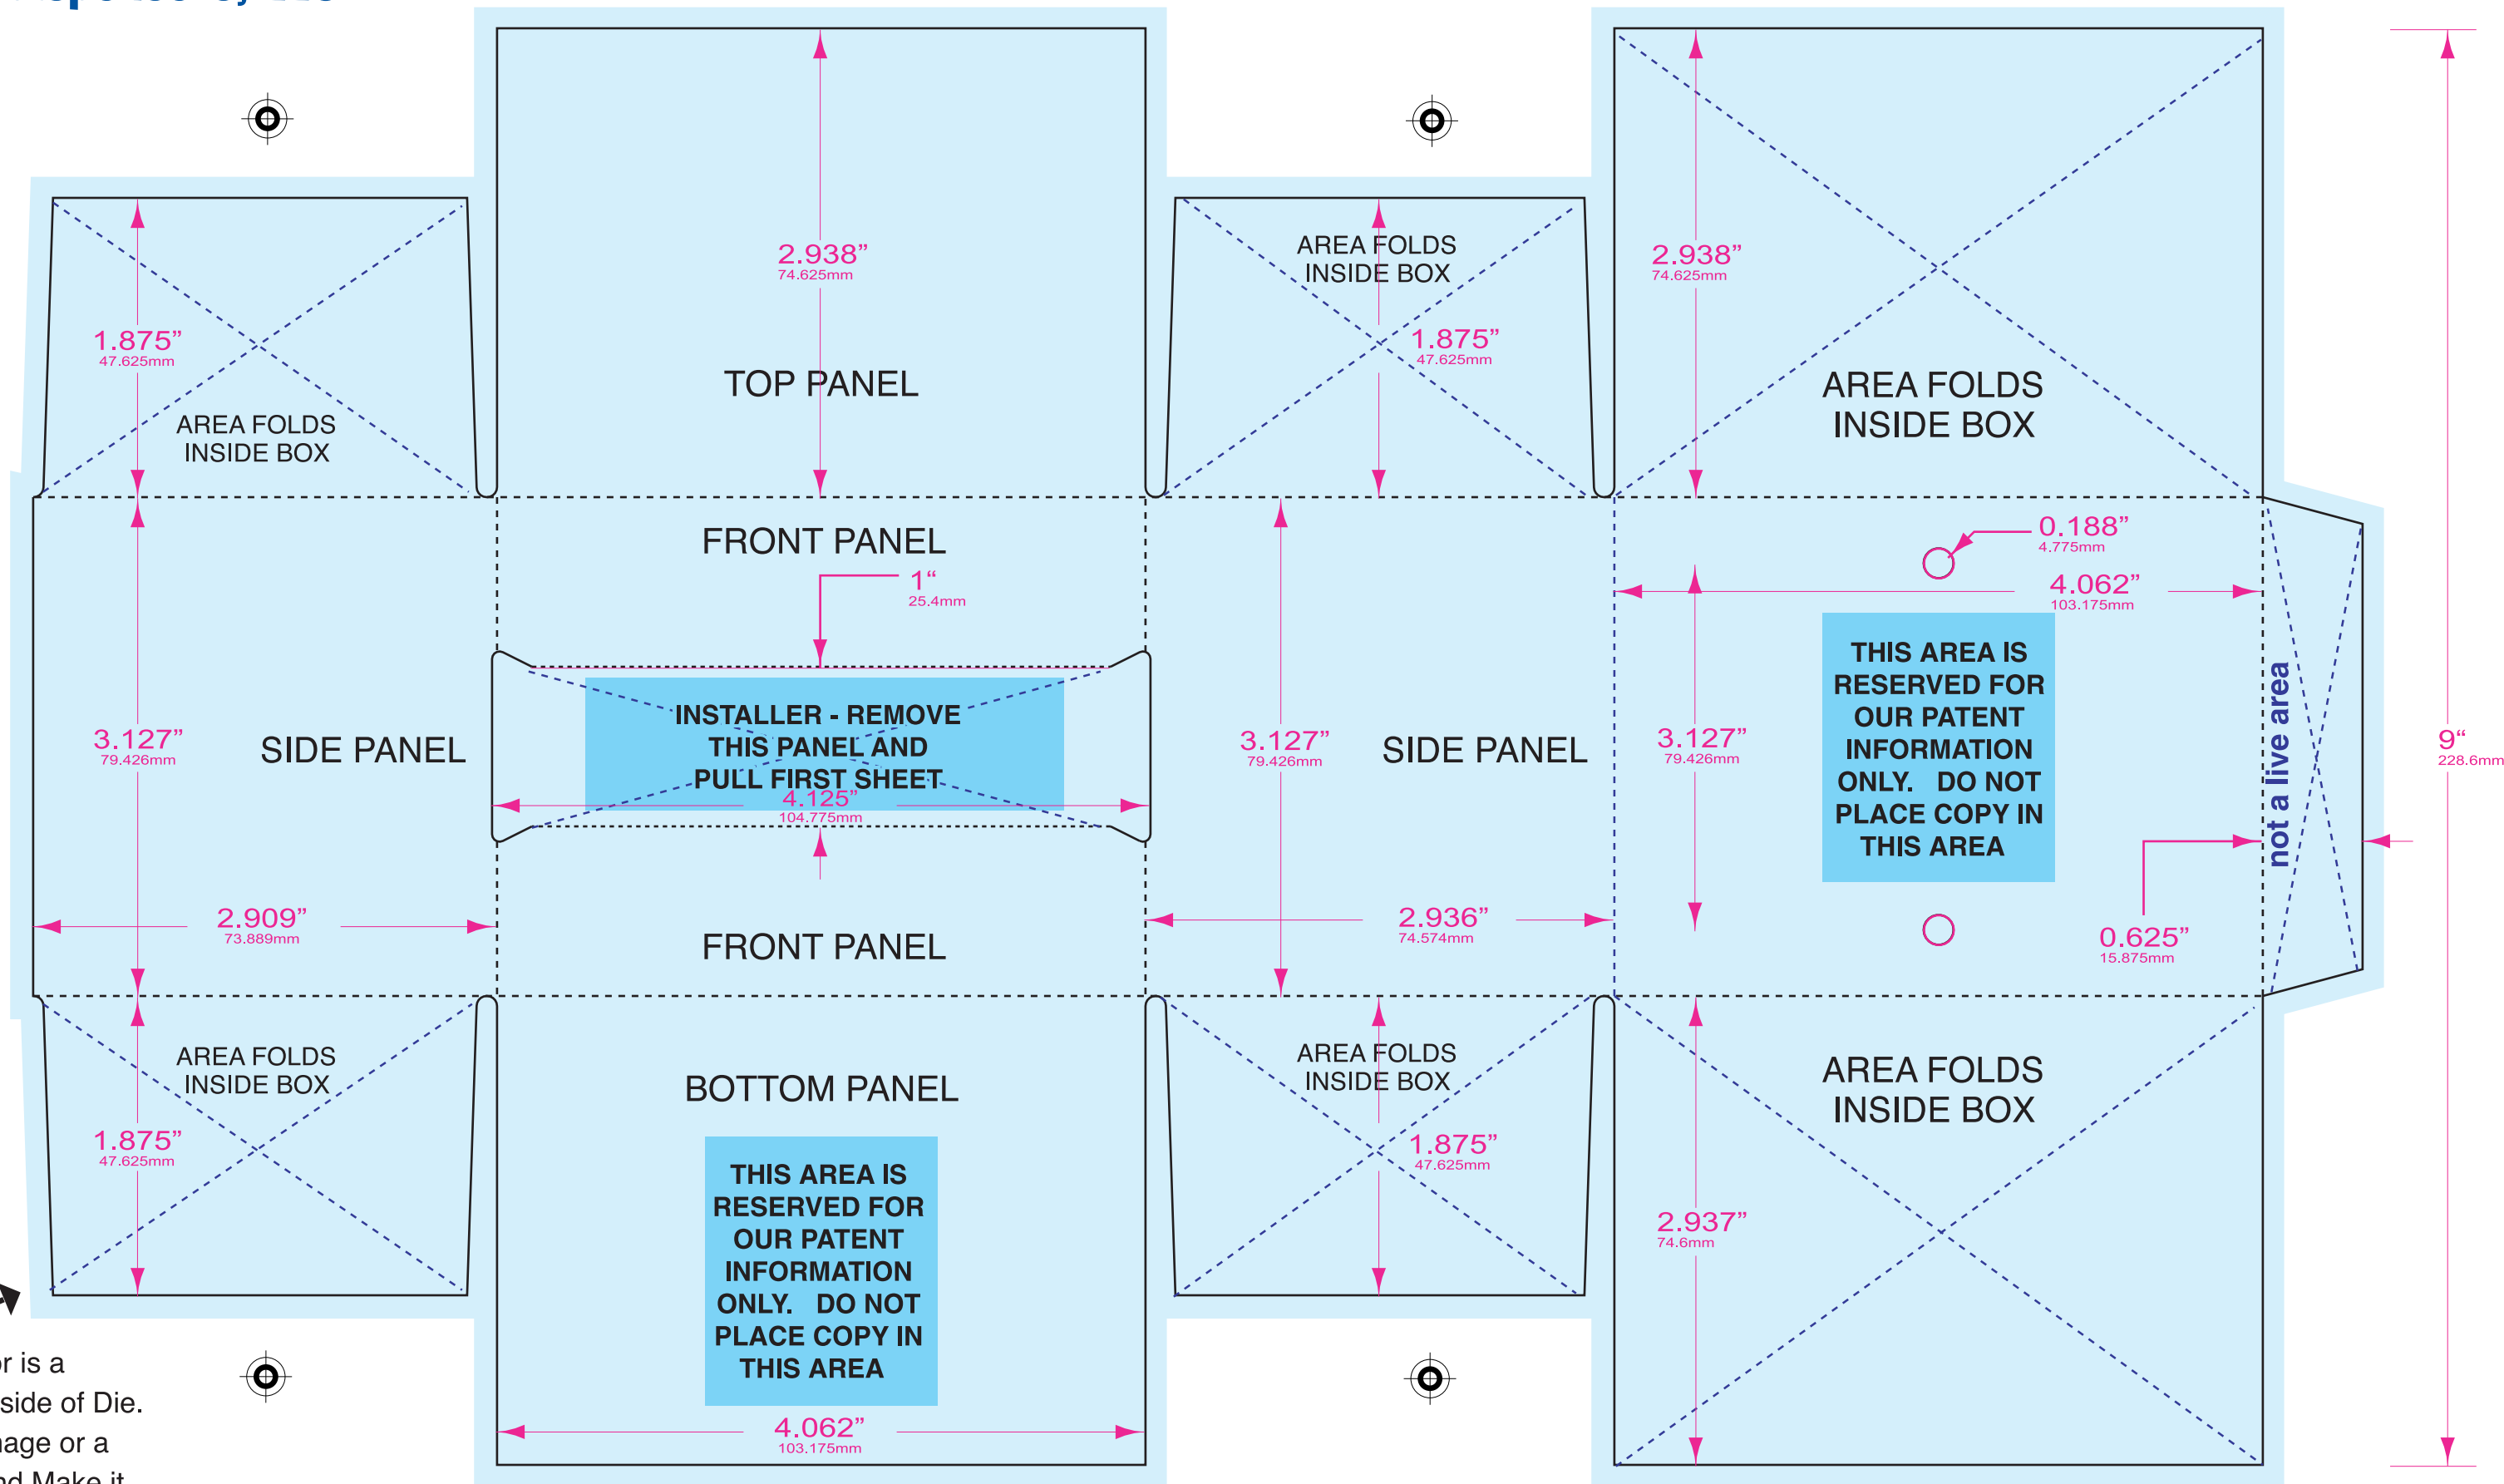 2.938”
74.625mm
TOP PANEL
1.875”
47.625mm
AREA FOLDS
INSIDE BOX
AREA FOLDS
INSIDE BOX
1.875”
47.625mm
2.938”
74.625mm
AREA FOLDS
INSIDE BOX
FRONT PANEL
1“
25.4mm
INSTALLER - REMOVE
THIS PANEL AND
PULL FIRST SHEET
4.125”
104.775mm
FRONT PANEL
3.127”
79.426mm
SIDE PANEL
2.909”
73.889mm
3.127”
79.426mm
SIDE PANEL
2.936”
74.574mm
0.188”
4.775mm
4.062”
103.175mm
3.127”
79.426mm
THIS AREA IS
RESERVED FOR
OUR PATENT
INFORMATION
ONLY. DO NOT
PLACE COPY IN
THIS AREA
not a live area
0.625”
15.875mm
9“
228.6mm
AREA FOLDS
INSIDE BOX
1.875”
47.625mm
BOTTOM PANEL
THIS AREA IS
RESERVED FOR
OUR PATENT
INFORMATION
ONLY. DO NOT
PLACE COPY IN
THIS AREA
4.062”
103.175mm
AREA FOLDS
INSIDE BOX
1.875”
47.625mm
AREA FOLDS
INSIDE BOX
2.937”
74.6mm
or is a
side of Die.
or a
Make it